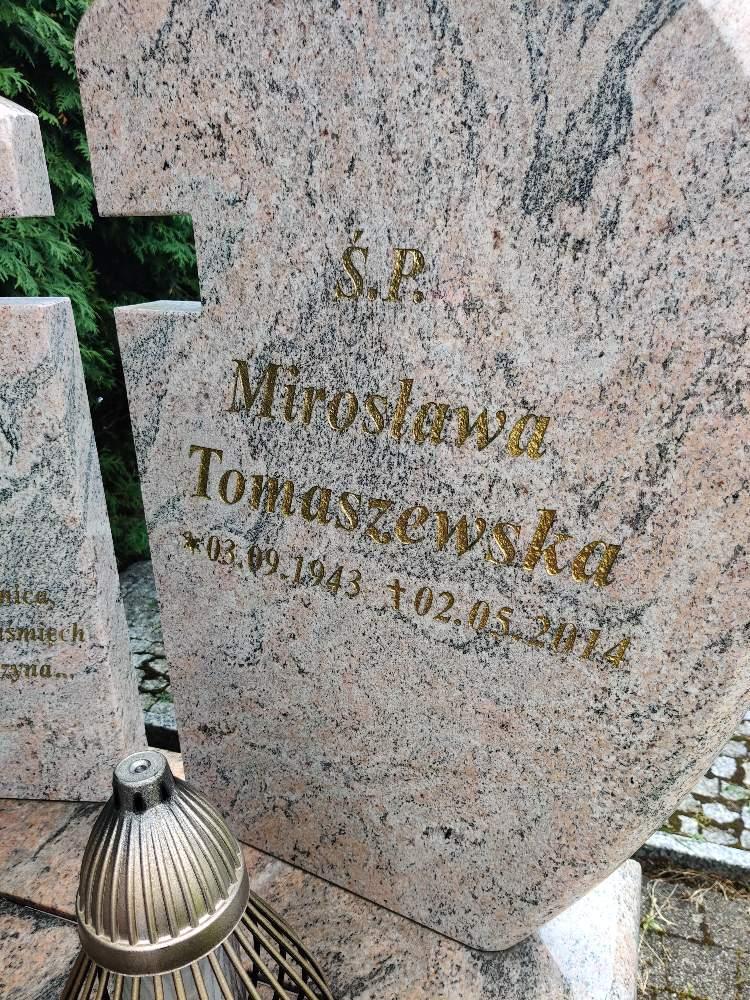 Ś.P.
Mirosława
Tomaszewska
*03.09.1943 †02.05.2014